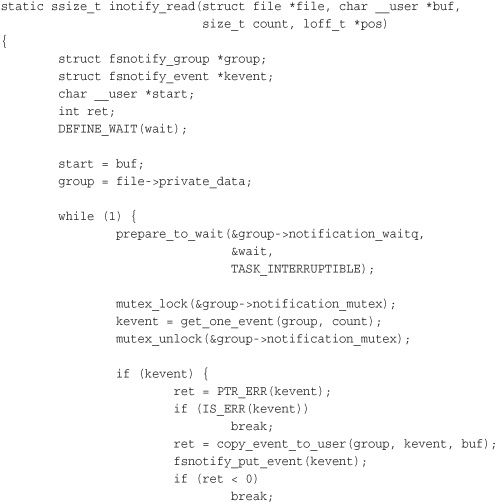 static ssize_t inotify_read(struct file *file, char __user *buf,
                            size_t count, loff_t *pos)
{
        struct fsnotify_group *group;
        struct fsnotify_event *kevent;
        char __user *start;
        int ret;
        DEFINE_WAIT(wait);

        start = buf;
        group = file->private_data;

        while (1) {
                prepare_to_wait(&group->notification_waitq,
                                &wait,
                                TASK_INTERRUPTIBLE);

                mutex_lock(&group->notification_mutex);
                kevent = get_one_event(group, count);
                mutex_unlock(&group->notification_mutex);

                if (kevent) {
                        ret = PTR_ERR(kevent);
                        if (IS_ERR(kevent))
                                break;
                        ret = copy_event_to_user(group, kevent, buf);
                        fsnotify_put_event(kevent);
                        if (ret < 0)
                                break;